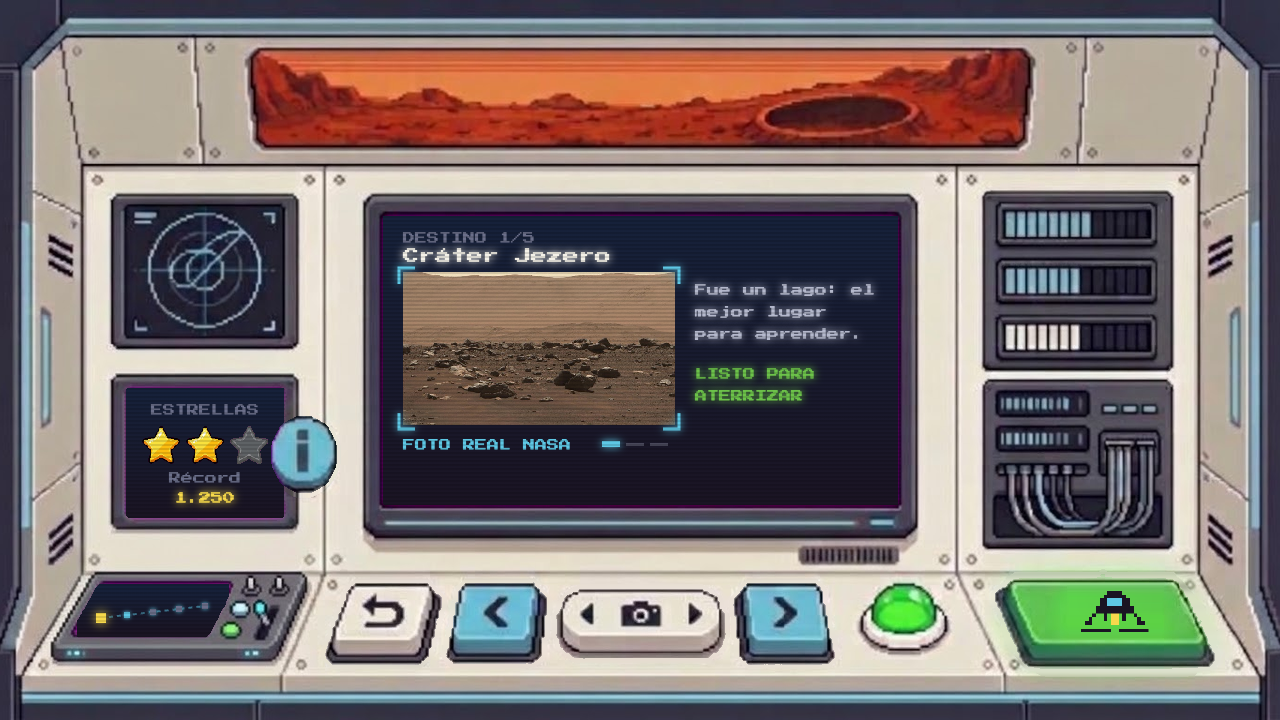 DESTINO 1/5
Cráter Jezero
Fue un lago: el
mejor lugar
para aprender.
LISTO PARA
ATERRIZAR
FOTO REAL NASA
ESTRELLAS
Récord
1.250
i